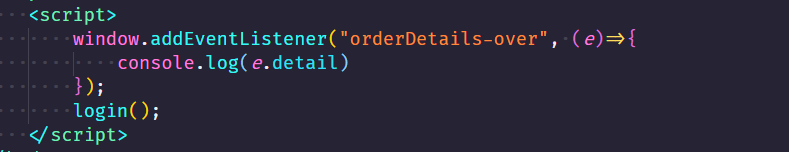 <script>
window.addEventListener("orderDetails-over", (e)=>{
console.log(e.detail)
});
login();
</script>